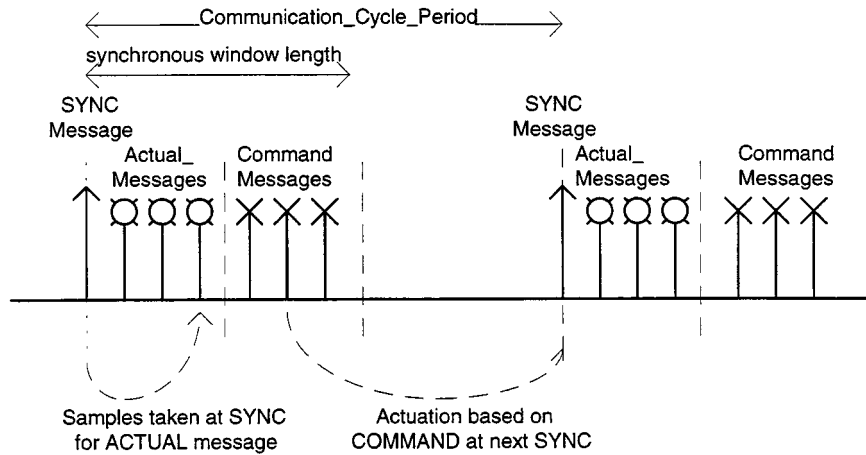 Communication_Cycle_Period
synchronous window length
SYNC
Message
Actual_
Messages
Command
Messages
SYNC
Message
Actual_
Messages
Command
Messages
Samples taken at SYNC
for ACTUAL message
Actuation based on
COMMAND at next SYNC